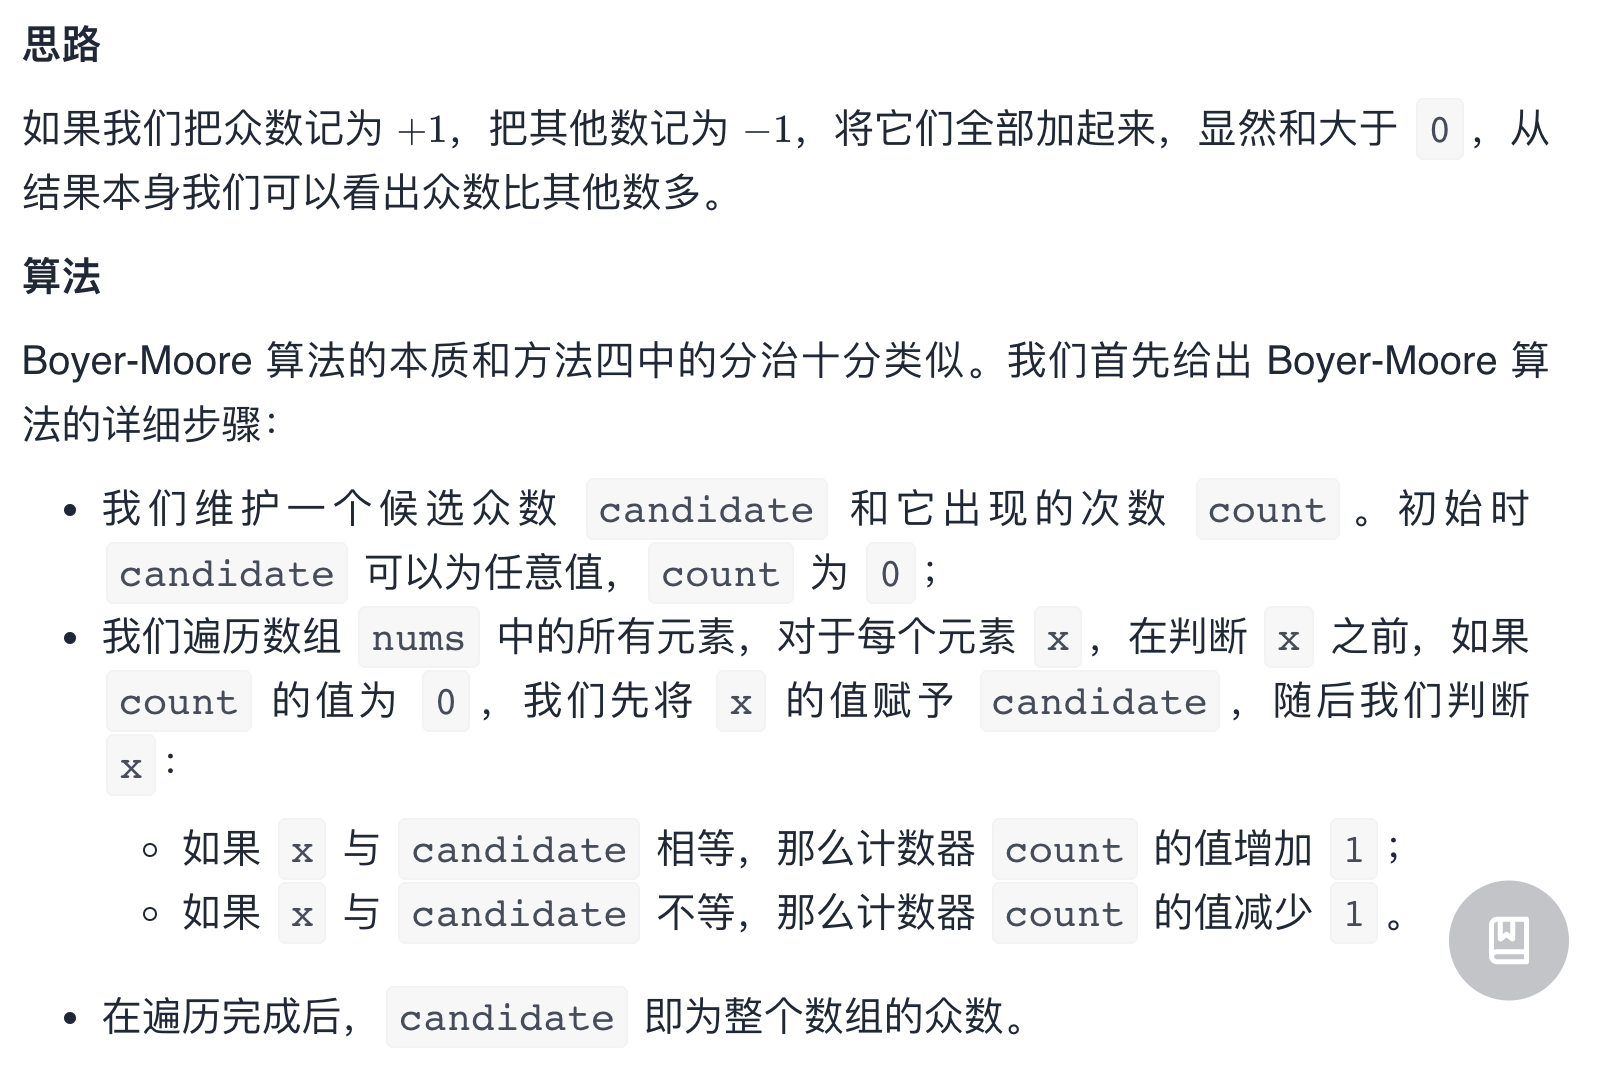 思路
如果我们把众数记为 +1，把其他数记为 −1，将它们全部加起来，显然和大于 0 ，从
结果本身我们可以看出众数比其他数多。
算法
Boyer-Moore 算法的本质和方法四中的分治十分类似。我们首先给出 Boyer-Moore 算
法的详细步骤：
• 我们维护一个候选众数 candidate 和它出现的次数 count 。初始时
candidate 可以为任意值， count 为 0 ；
• 我们遍历数组 nums 中的所有元素，对于每个元素 x ，在判断 x 之前，如果
count 的值为 0 ，我们先将 x 的值赋予 candidate ，随后我们判断
x ：
◦ 如果 x 与 candidate 相等，那么计数器 count 的值增加 1 ；
◦ 如果 x 与 candidate 不等，那么计数器 count 的值减少 1 。
• 在遍历完成后， candidate 即为整个数组的众数。